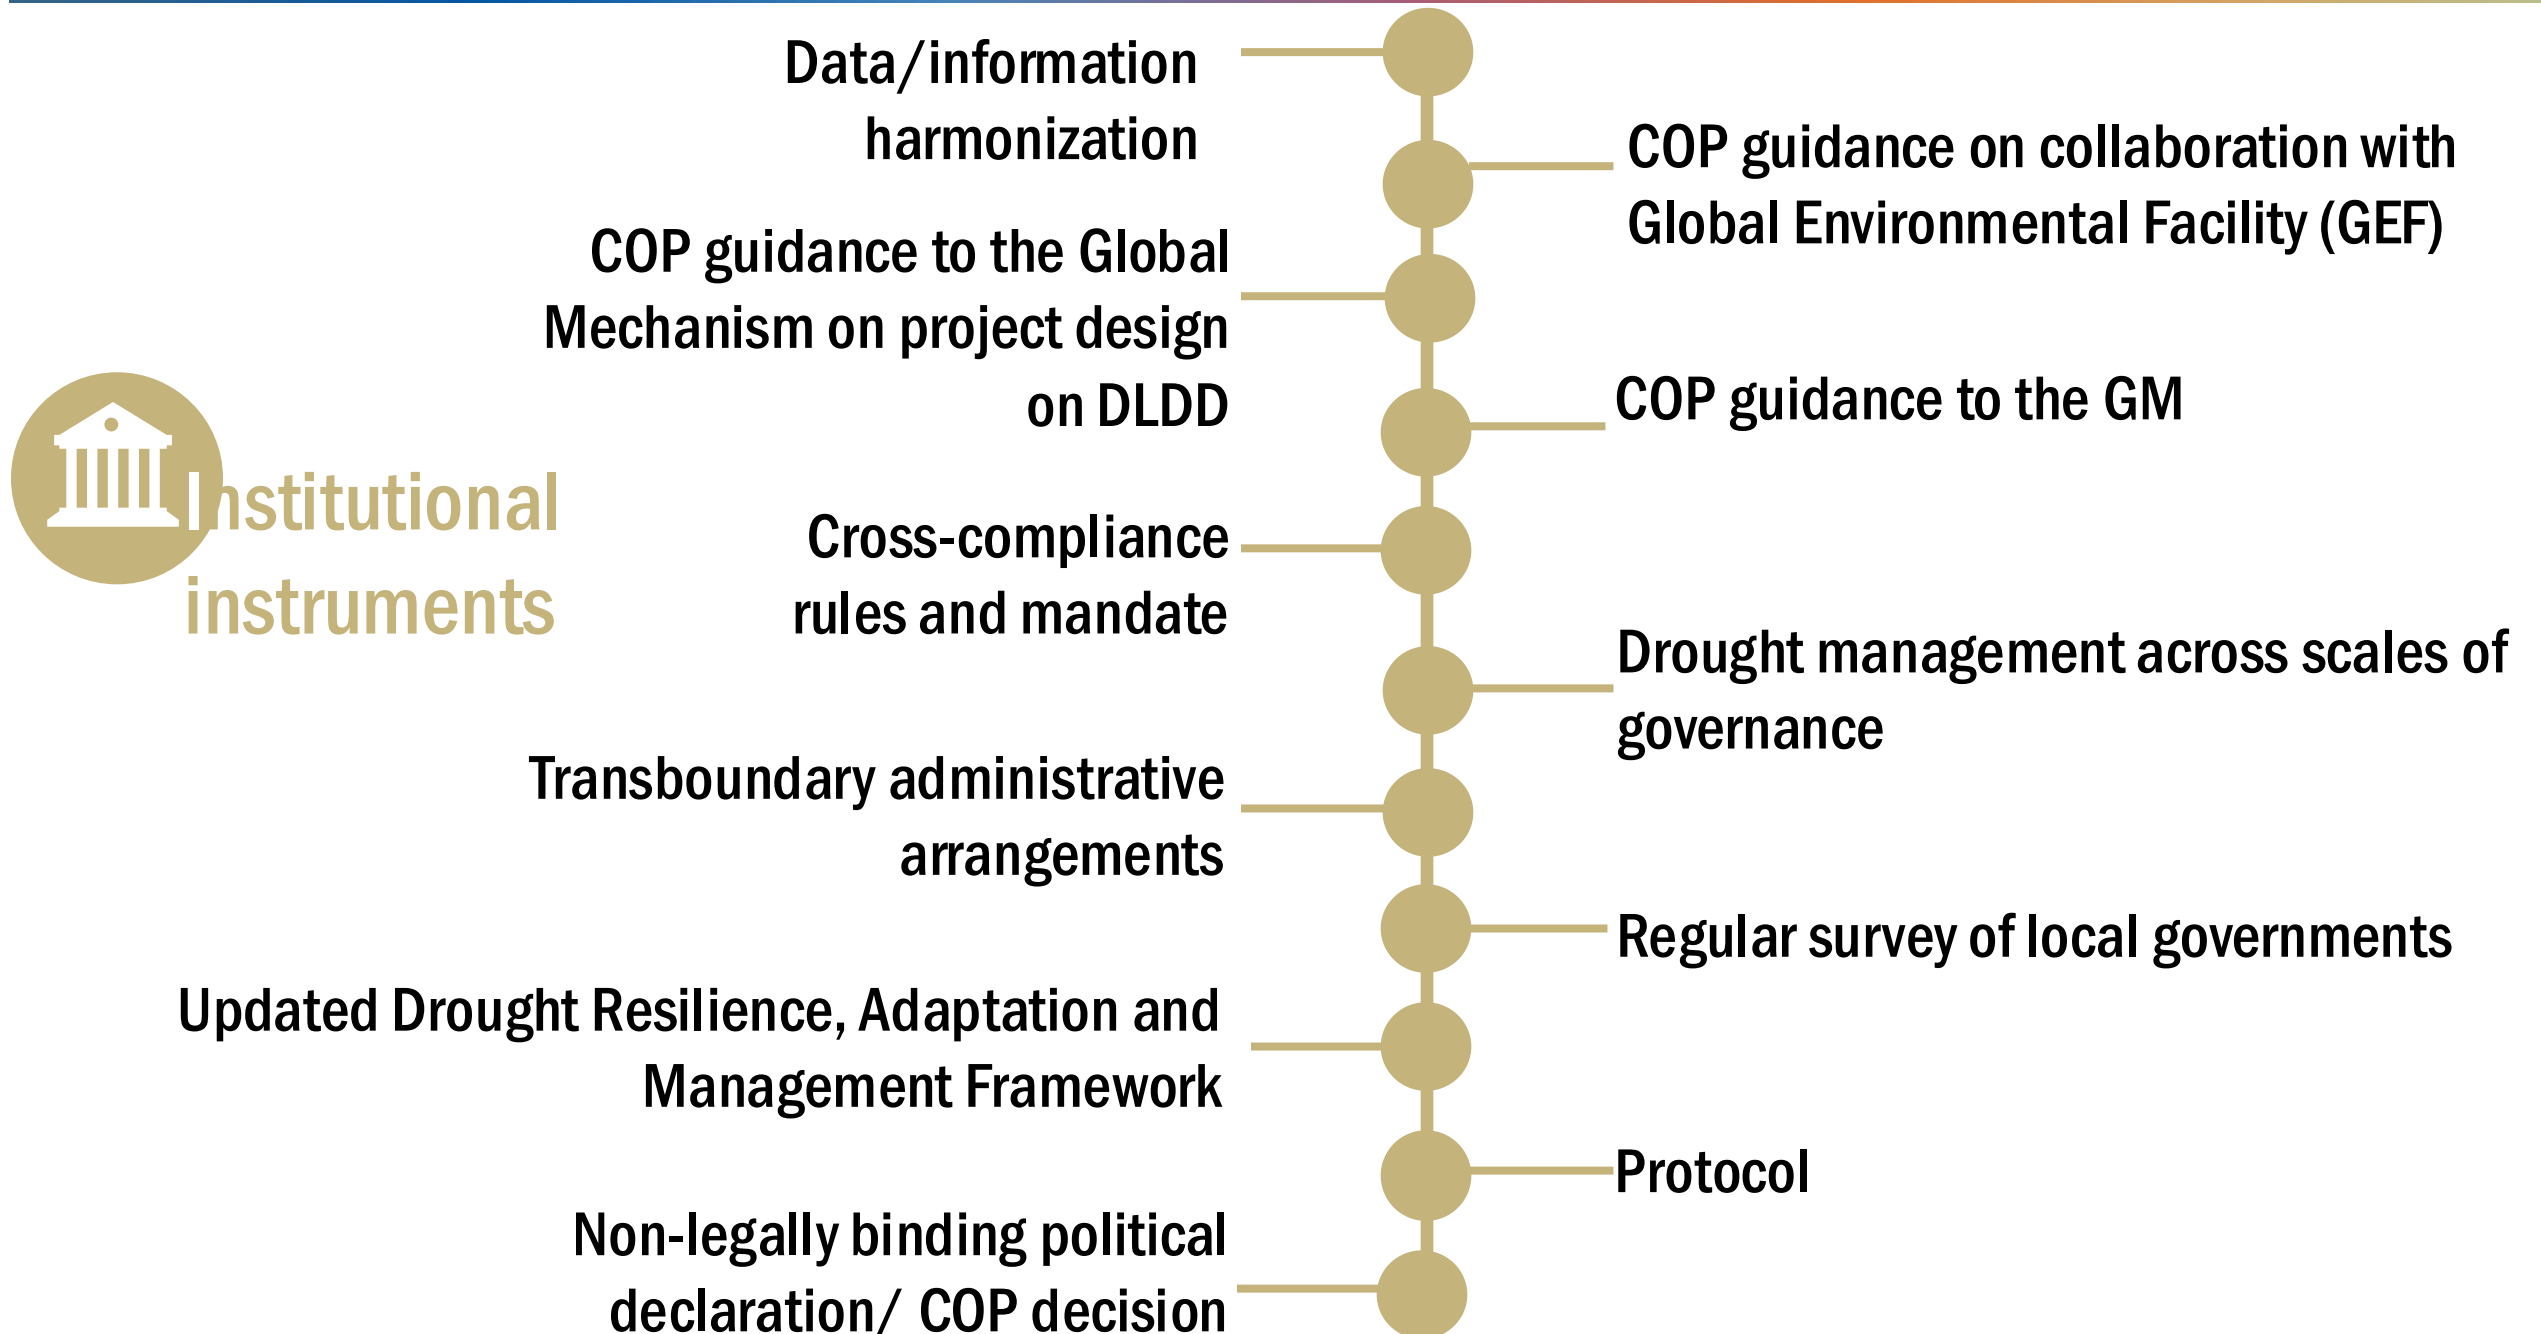 Data/information
harmonization
COP guidance on collaboration with
Global Environmental Facility (GEF)
COP guidance to the Global
Mechanism on project design
on DLDD
COP guidance to the GM
Institutional
instruments
Cross-compliance
rules and mandate
Drought management across scales of
governance
Transboundary administrative
arrangements
Regular survey of local governments
Updated Drought Resilience, Adaptation and
Management Framework
Protocol
Non-legally binding political
declaration/ COP decision